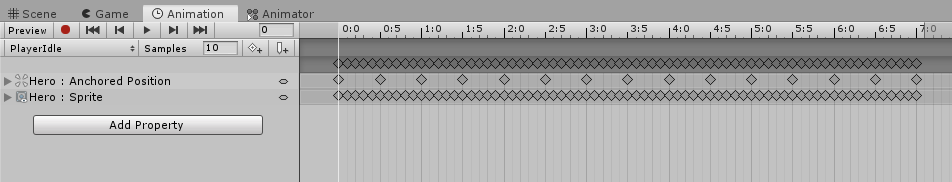 Scene Game Animation Animator
Preview 0 0:0 0:5 1:0 1:5 2:0 2:5 3:0 3:5 4:0 4:5 5:0 5:5 6:0 6:5 7:0
PlayerIdle Samples 10
Hero : Anchored Position
Hero : Sprite
Add Property